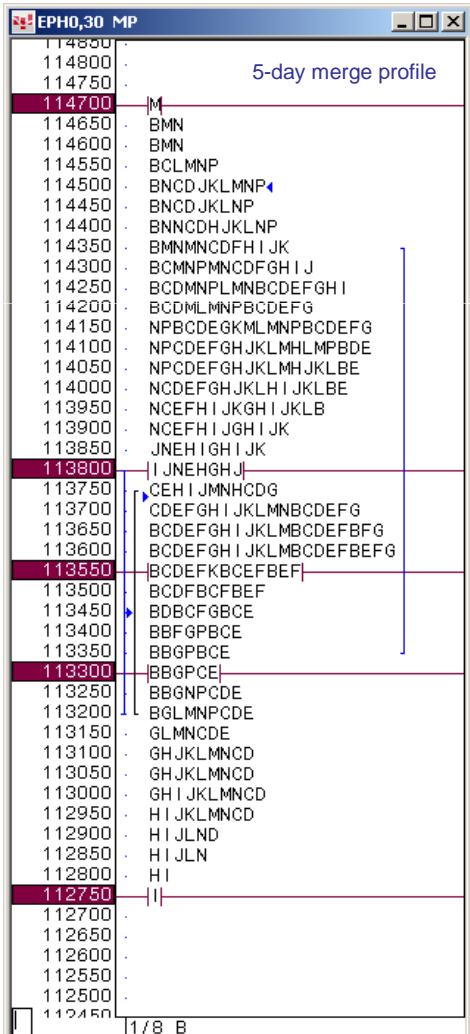 EPH0,30 MP
114850
114800
5-day merge profile
114750
114700 M
114650 BMN
114600 BMN
114550 BCLMNP
114500 BNCDJKLMNP
114450 BNCDJKLNP
114400 BNNCDHJKLNP
114350 BMNMNCDFHIJK
114300 BCMNPMNCDFGHIJ
114250 BCDMNPLMNBCDEFGHI
114200 BCDMLMNPBCDEFG
114150 NPBCDEGKMLMNPBCDEFG
114100 NPCDEFGHJKLMHLMPBDE
114050 NPCDEFGHJKLMHJKLBE
114000 NCDEFGHJKLHIJKLBE
113950 NCEFHIJKGHIJKLB
113900 NCEFHIJGHIJK
113850 JNEHIGHIJK
113800 IJNEHGHJ
113750 CEHIJMNHCDG
113700 CDEFGHIJKLMNBCDEFG
113650 BCDEFGHIJKLMBCDEFBFG
113600 BCDEFGHIJKLMBCDEFBEFG
113550 BCDEFKBCEFBEF
113500 BCDFBCFBEF
113450 BDBCFGBCE
113400 BBFGPBCE
113350 BBGPBCE
113300 BBGPCE
113250 BBGNPCDE
113200 BGLMNPCDE
113150 GLMNCDE
113100 GHJKLMNCD
113050 GHJKLMNCD
113000 GHIJKLMNCD
112950 HIJKLMNCD
112900 HIJLND
112850 HIJLN
112800 HI
112750 I
112700
112650
112600
112550
112500
112450
1/8 B